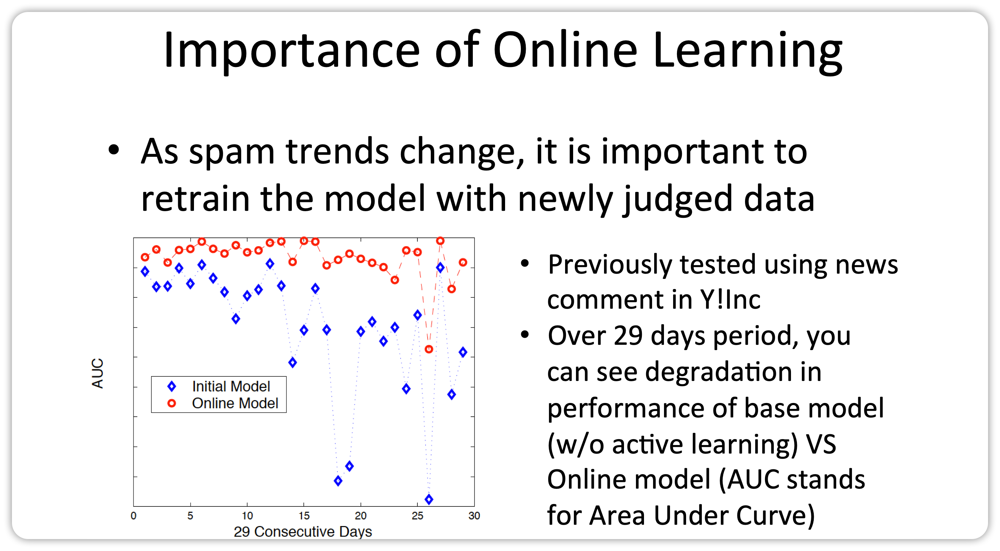 Importance of Online Learning
• As spam trends change, it is important to
retrain the model with newly judged data
AUC
Initial Model
Online Model
0 5 10 15 20 25 30
29 Consecutive Days
• Previously tested using news
comment in Y!Inc
• Over 29 days period, you
can see degradation in
performance of base model
(w/o active learning) VS
Online model (AUC stands
for Area Under Curve)